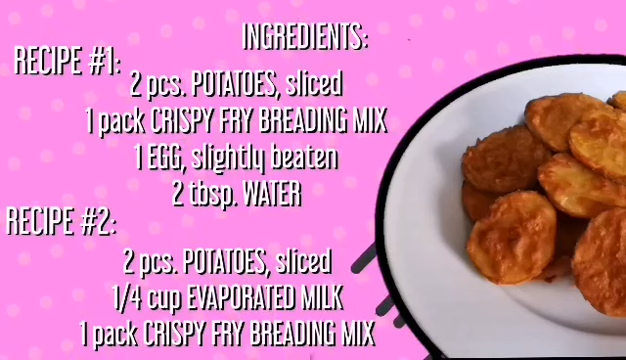 INGREDIENTS:
RECIPE #1:
2 pcs. POTATOES, sliced
1 pack CRISPY FRY BREADING MIX
1 EGG, slightly beaten
2 tbsp. WATER
RECIPE #2:
2 pcs. POTATOES, sliced
1/4 cup EVAPORATED MILK
1 pack CRISPY FRY BREADING MIX